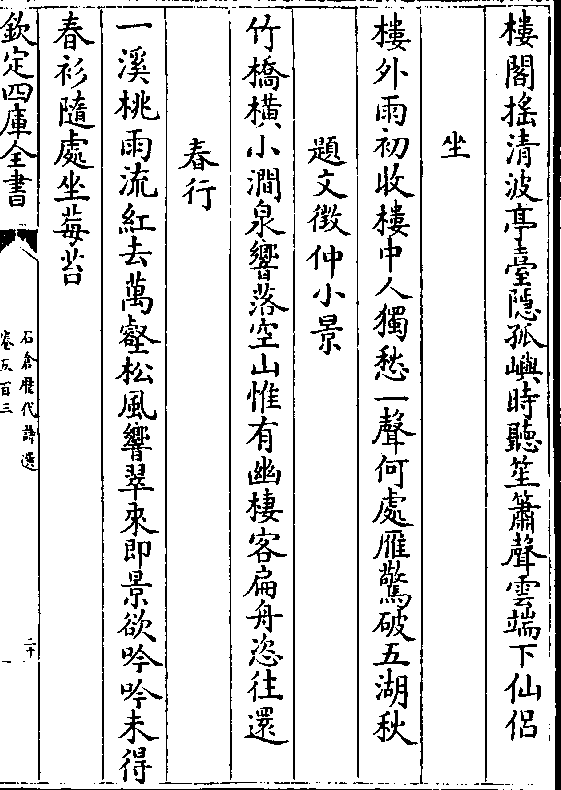 樓閣揺清波亭臺隱孤嶼時聽笙簫聲雲端下仙侣
坐
樓外雨初收樓中人獨愁一聲何處雁驚破五湖秋
題文徵仲小景
竹橋横小澗泉響落空山惟有幽棲客扁舟恣往還
春行
一溪桃雨流紅去萬壑松風響翠來即景欲吟吟未得
春衫隨處坐莓苔
欽定四庫全書
石倉歴代詩選
卷五百三
二十